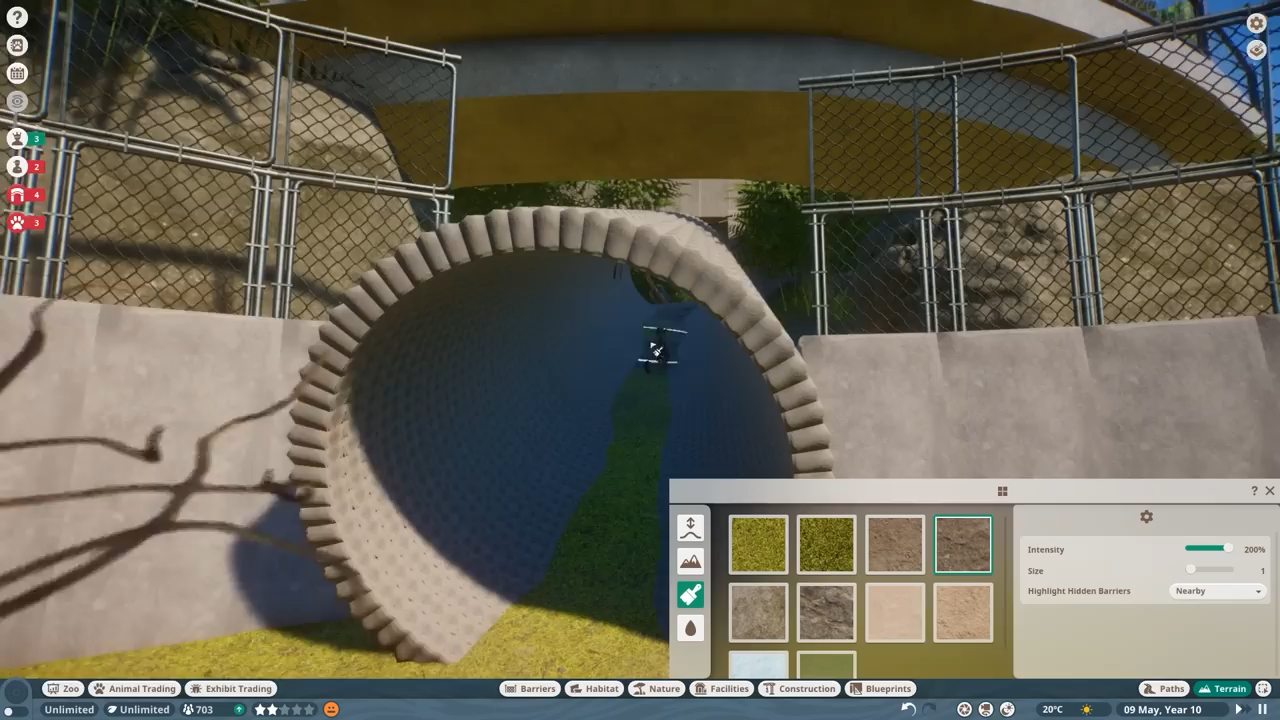 ?
3
2
4
3
? ×
Intensity 200%
Size 1
Highlight Hidden Barriers Nearby
Zoo Animal Trading Exhibit Trading Barriers Habitat Nature Facilities Construction Blueprints Paths Terrain
Unlimited Unlimited 703 20°C 09 May, Year 10